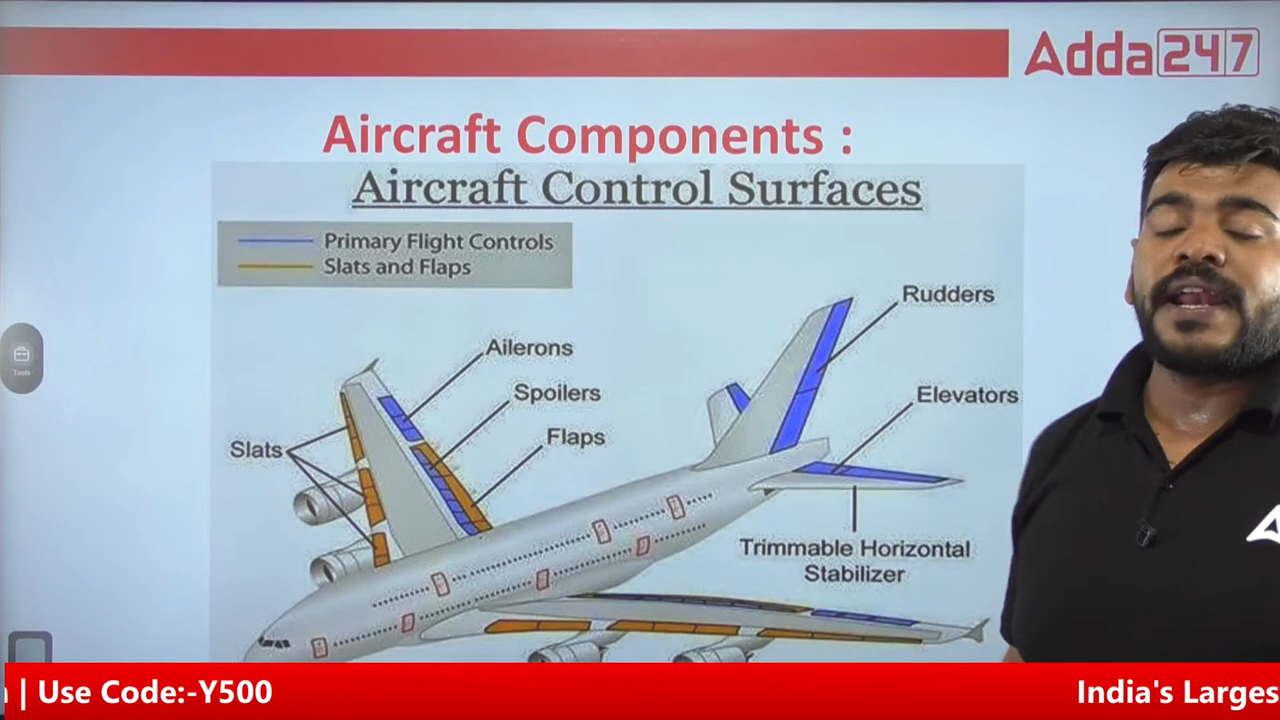 Adda247
Aircraft Components :
Aircraft Control Surfaces
Primary Flight Controls
Slats and Flaps
Rudders
Ailerons
Spoilers
Elevators
Flaps
Slats
Trimmable Horizontal
Stabilizer
Tools
| Use Code:-Y500
India's Larges